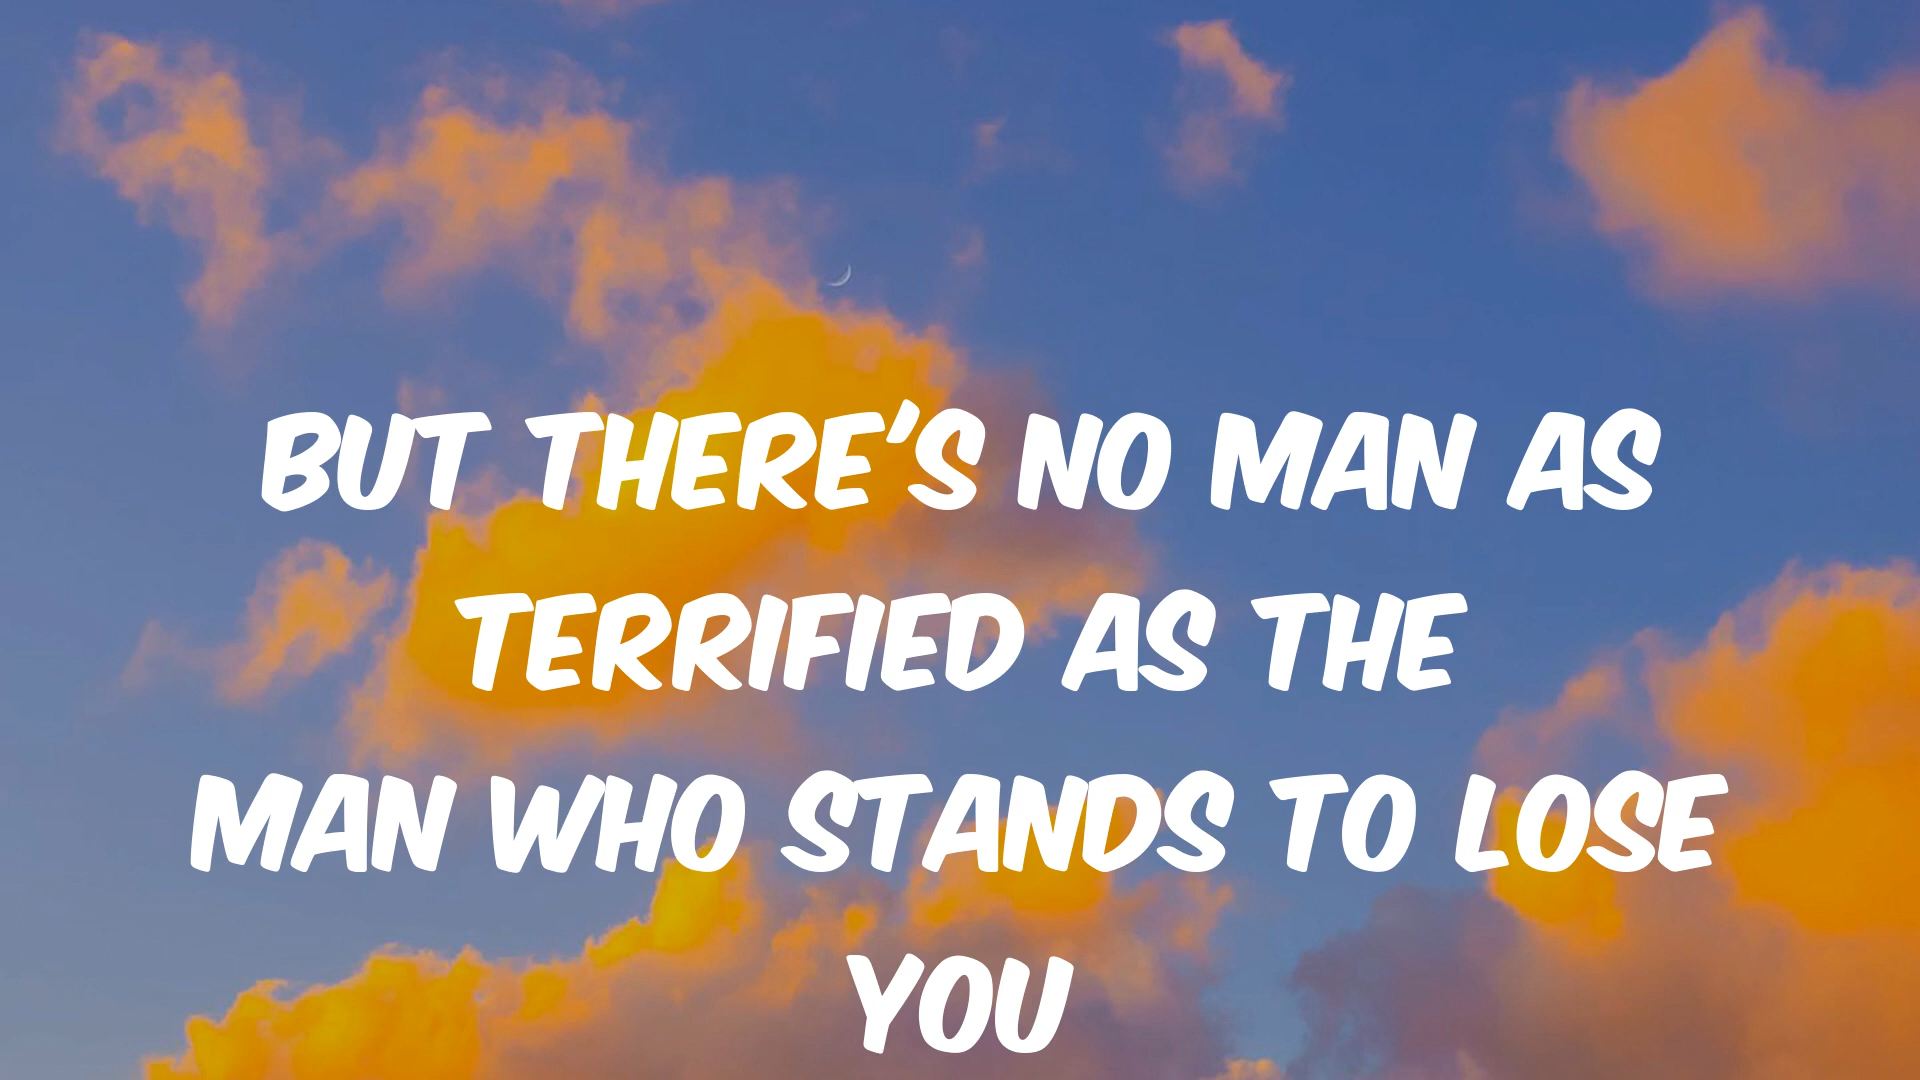 BUT THERE'S NO MAN AS
TERRIFIED AS THE
MAN WHO STANDS TO LOSE
YOU